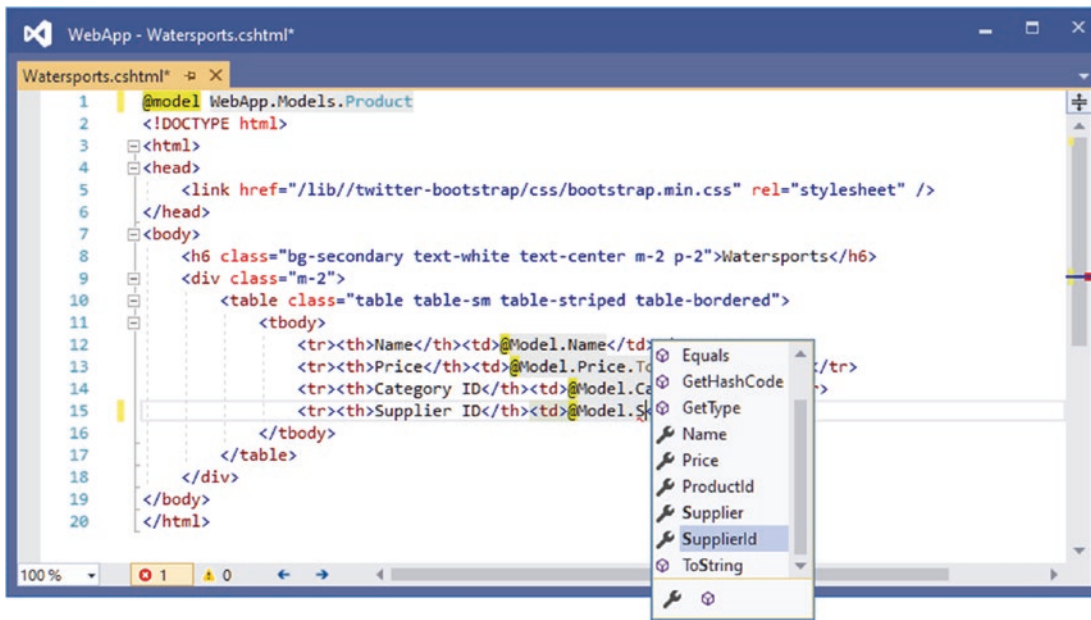 WebApp - Watersports.cshtml*
Watersports.cshtml*
1 @model WebApp.Models.Product
2 <!DOCTYPE html>
3 <html>
4 <head>
5 <link href="/lib//twitter-bootstrap/css/bootstrap.min.css" rel="stylesheet" />
6 </head>
7 <body>
8 <h6 class="bg-secondary text-white text-center m-2 p-2">Watersports</h6>
9 <div class="m-2">
10 <table class="table table-sm table-striped table-bordered">
11 <tbody>
12 <tr><th>Name</th><td>@Model.Name</td>
13 <tr><th>Price</th><td>@Model.Price.To </tr>
14 <tr><th>Category ID</th><td>@Model.Ca r>
15 <tr><th>Supplier ID</th><td>@Model.S
16 </tbody>
17 </table>
18 </div>
19 </body>
20 </html>
Equals
GetHashCode
GetType
Name
Price
ProductId
Supplier
SupplierId
ToString
100 % 1 0